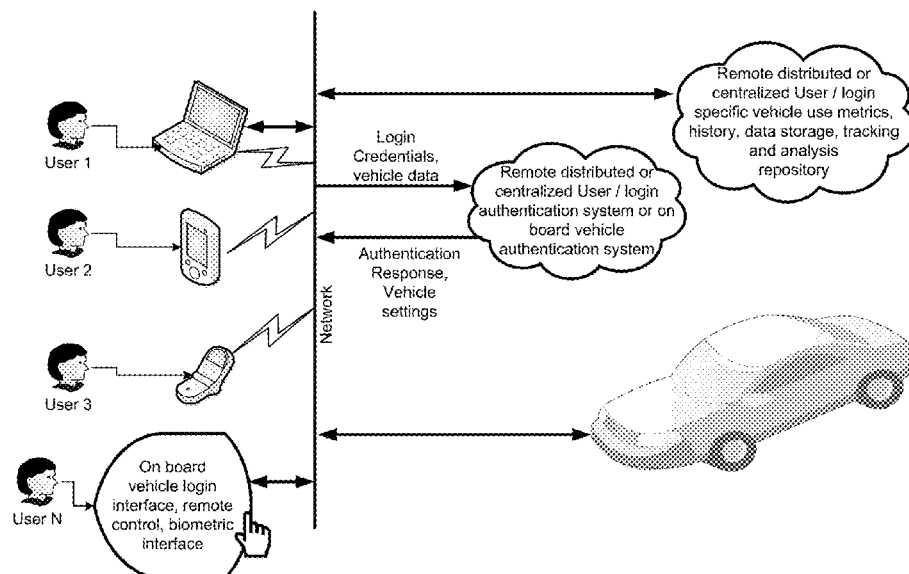 Remote distributed or
centralized User / login
specific vehicle use metrics,
history, data storage, tracking
and analysis
repository
User 1
Login
Credentials,
vehicle data
Remote distributed or
centralized User / login
authentication system or on
board vehicle
authentication system
User 2
Authentication
Response,
Vehicle
settings
Network
User 3
On board
vehicle login
interface, remote
control, biometric
interface
User N